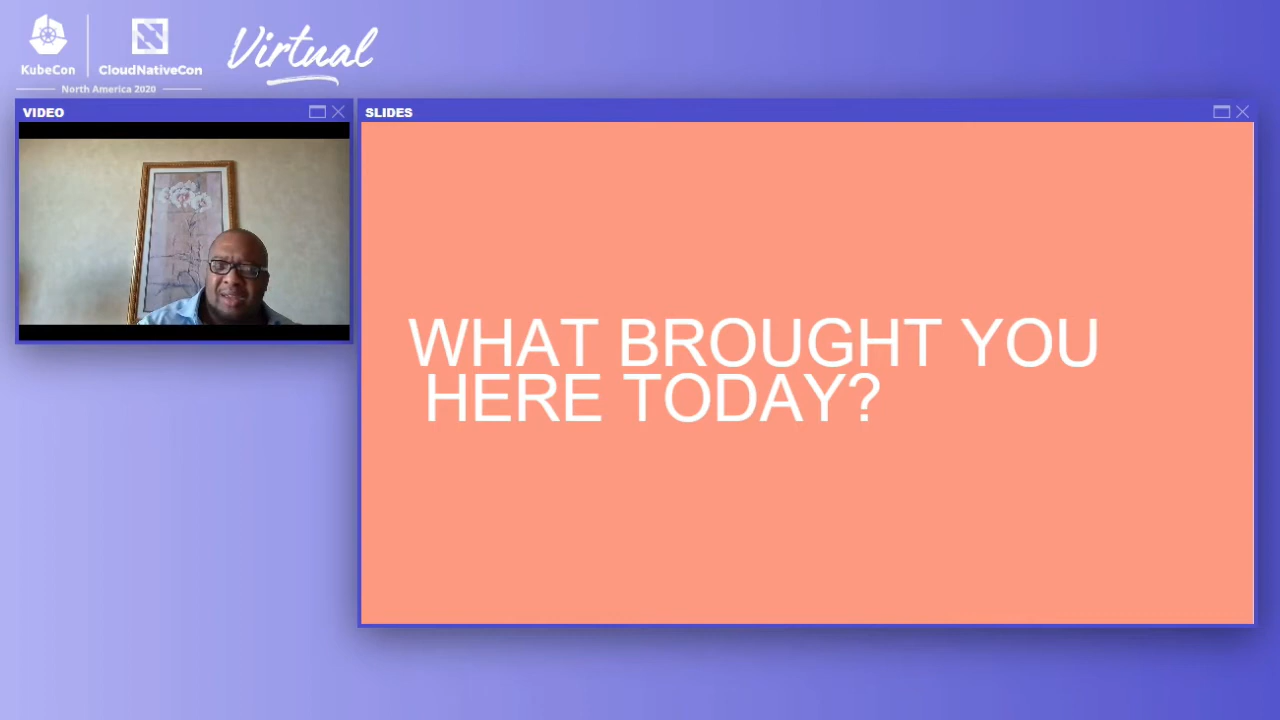 KubeCon
CloudNativeCon
North America 2020
Virtual
VIDEO
SLIDES
WHAT BROUGHT YOU
HERE TODAY?